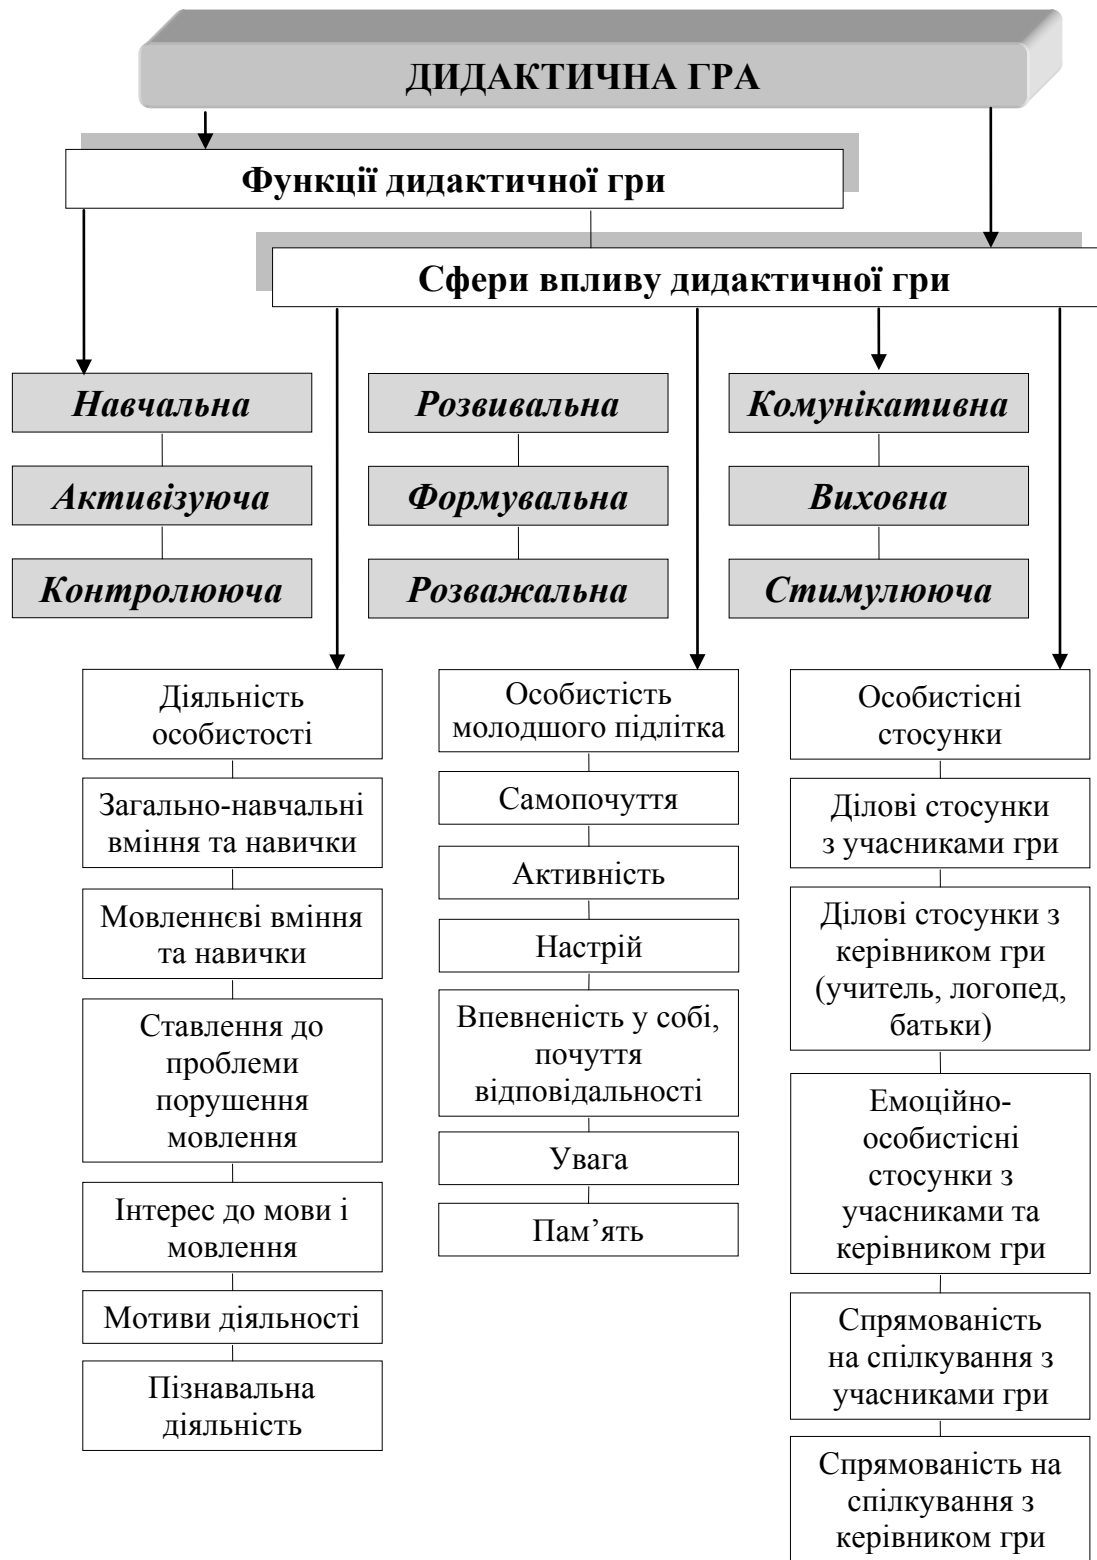 ДИДАКТИЧНА ГРА
Функції дидактичної гри
Сфери впливу дидактичної гри
Навчальна
Розвивальна
Комунікативна
Активізуюча
Формувальна
Виховна
Контролююча
Розважальна
Стимулююча
Діяльність
особистості
Загально-навчальні
вміння та навички
Мовленнєві вміння
та навички
Ставлення до
проблеми
порушення
мовлення
Інтерес до мови і
мовлення
Мотиви діяльності
Пізнавальна
діяльність
Особистість
молодшого підлітка
Самопочуття
Активність
Настрій
Впевненість у собі,
почуття
відповідальності
Увага
Пам’ять
Особистісні
стосунки
Ділові стосунки
з учасниками гри
Ділові стосунки з
керівником гри
(учитель, логопед,
батьки)
Емоційно-
особистісні
стосунки з
учасниками та
керівником гри
Спрямованість
на спілкування з
учасниками гри
Спрямованість на
спілкування з
керівником гри